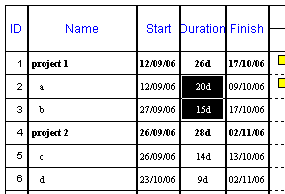 ID Name Start Duration Finish
1 project 1 12/09/06 26d 17/10/06
2 a 12/09/06 20d 09/10/06
3 b 27/09/06 15d 17/10/06
4 project 2 26/09/06 28d 02/11/06
5 c 26/09/06 14d 13/10/06
6 d 23/10/06 9d 02/11/06